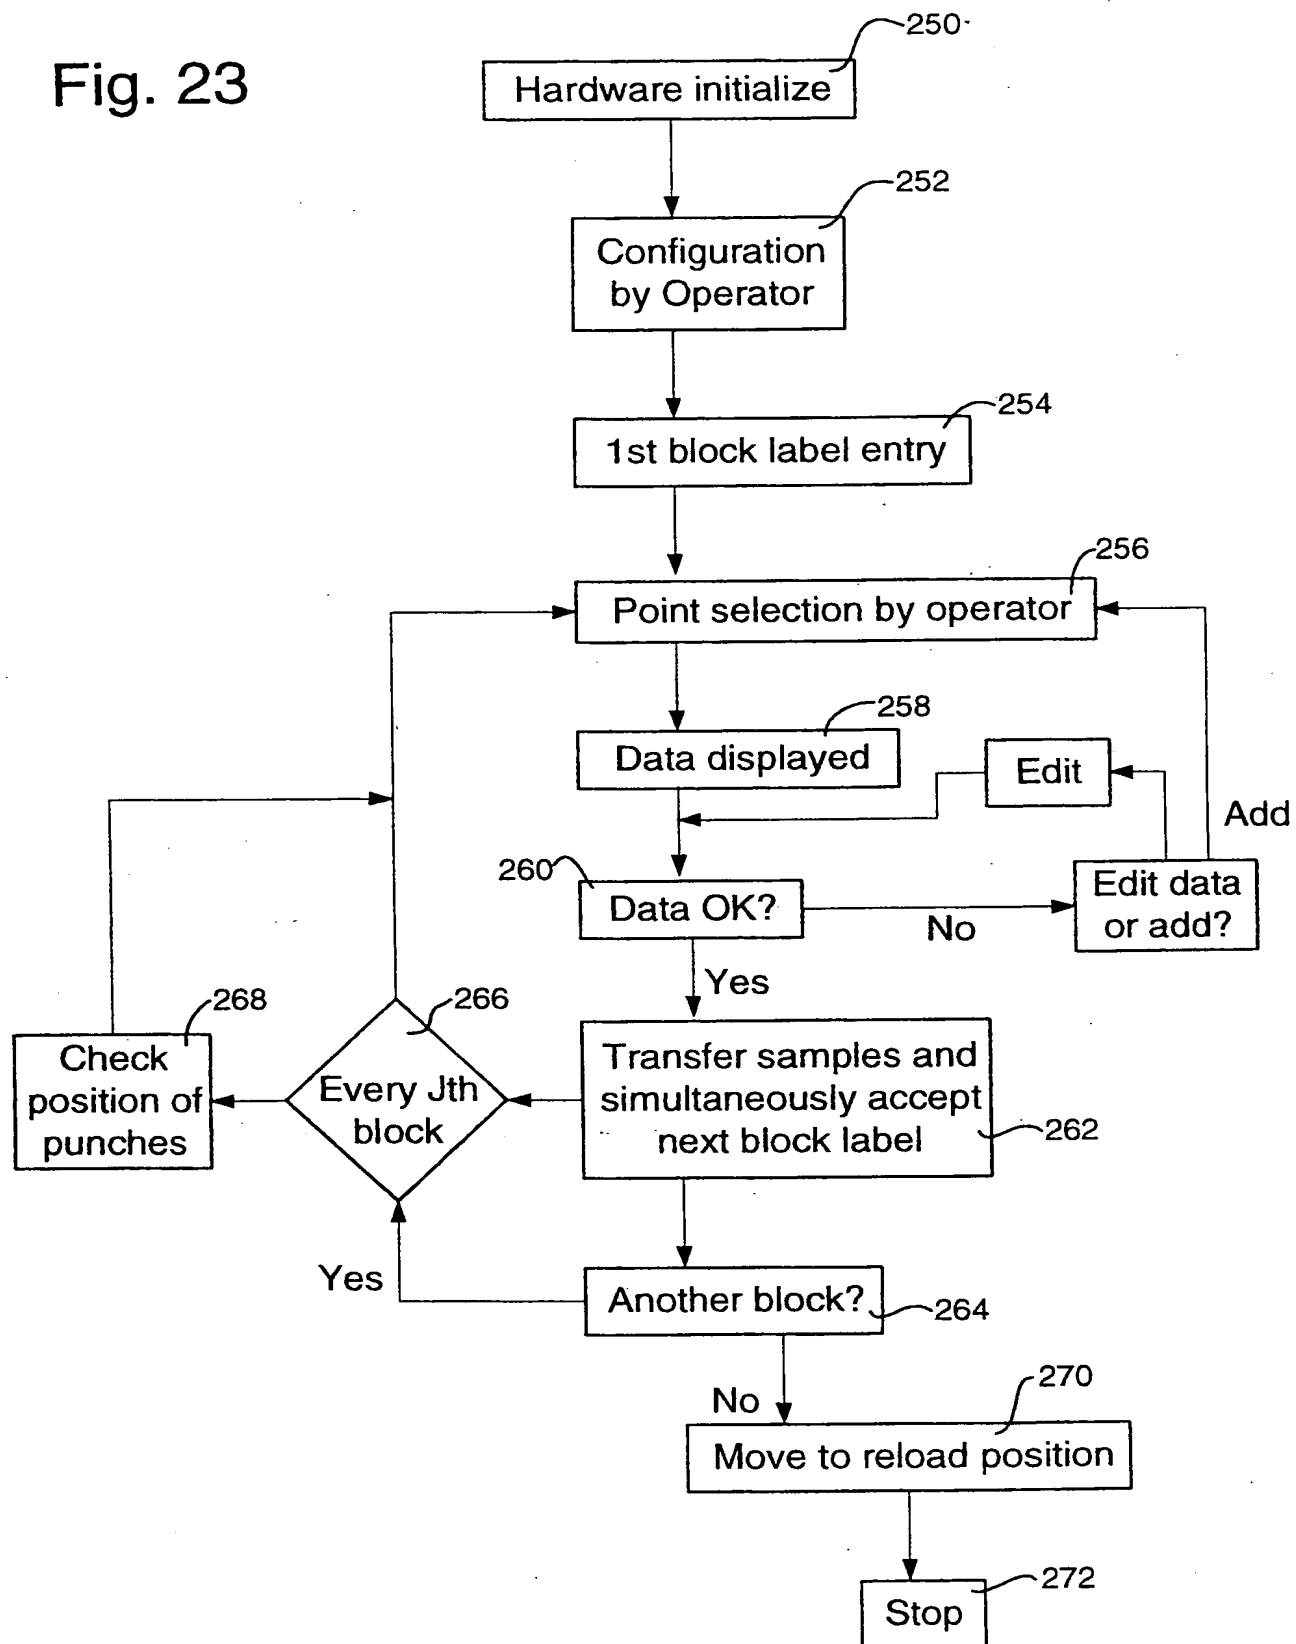 Fig. 23
250
Hardware initialize
252
Configuration
by Operator
254
1st block label entry
256
Point selection by operator
258
Data displayed
Edit
Add
260
Data OK?
No
Edit data
or add?
Yes
268
266
Check
position of
punches
Every Jth
block
Transfer samples and
simultaneously accept
next block label
262
Yes
Another block?
264
No
270
Move to reload position
272
Stop